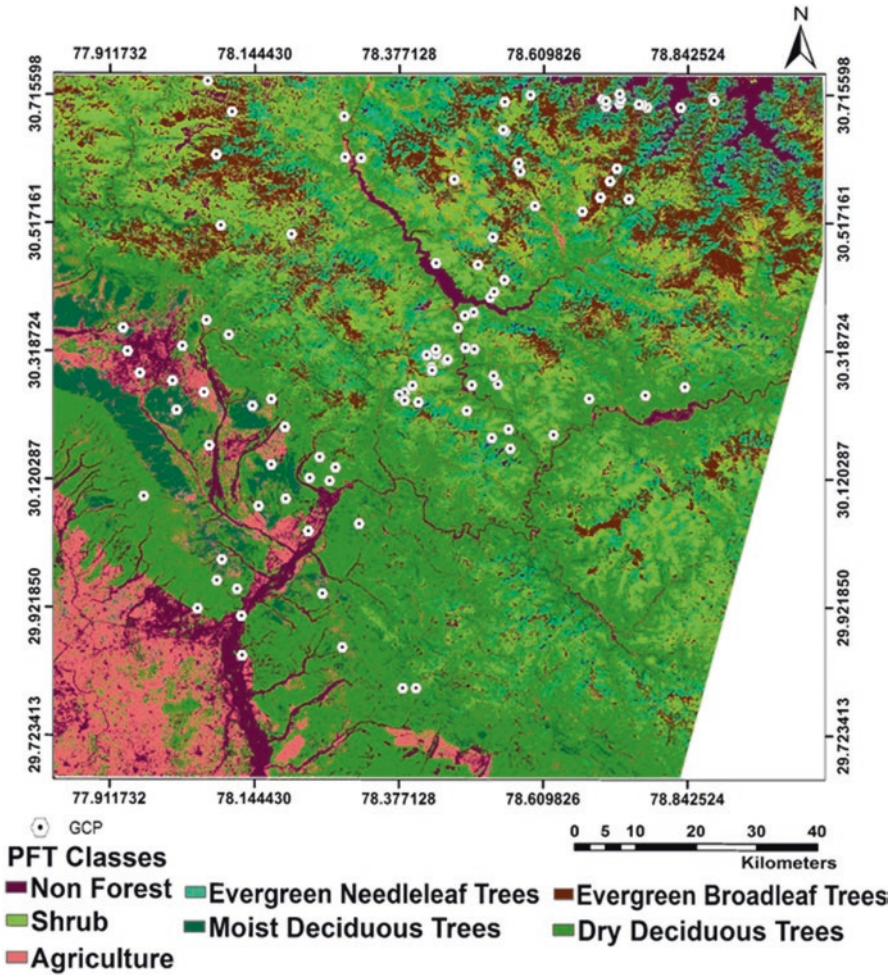 N
77.911732 78.144430 78.377128 78.609826 78.842524
30.715598 30.715598
30.517161 30.517161
30.318724 30.318724
30.120287 30.120287
29.921850 29.921850
29.723413 29.723413
77.911732 78.144430 78.377128 78.609826 78.842524
GCP
0 5 10 20 30 40
Kilometers
PFT Classes
Non Forest Evergreen Needleleaf Trees Evergreen Broadleaf Trees
Shrub Moist Deciduous Trees Dry Deciduous Trees
Agriculture